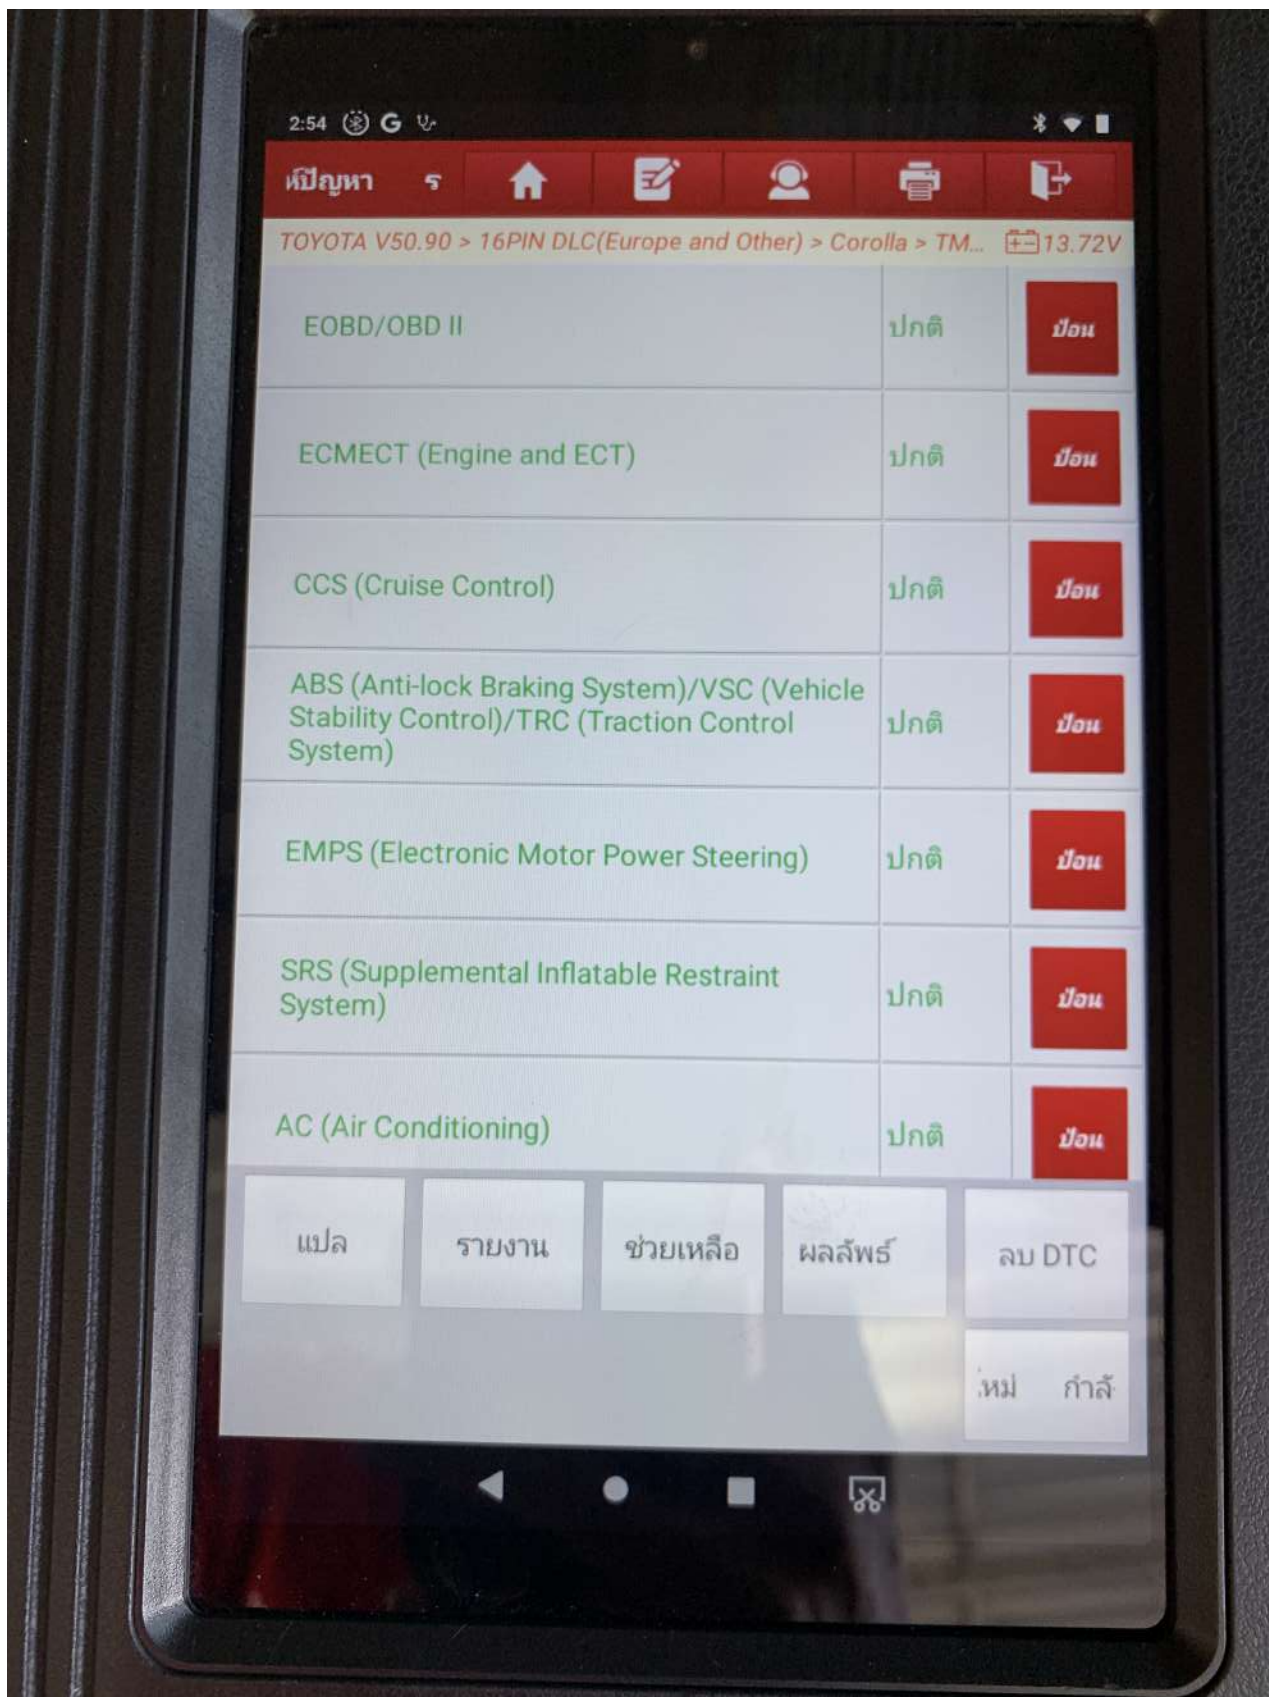 2:54
ห์ปัญหา ร
TOYOTA V50.90 > 16PIN DLC(Europe and Other) > Corolla > TM... 13.72V
EOBD/OBD II ปกติ ป้อน
ECMECT (Engine and ECT) ปกติ ป้อน
CCS (Cruise Control) ปกติ ป้อน
ABS (Anti-lock Braking System)/VSC (Vehicle
Stability Control)/TRC (Traction Control
System) ปกติ ป้อน
EMPS (Electronic Motor Power Steering) ปกติ ป้อน
SRS (Supplemental Inflatable Restraint
System) ปกติ ป้อน
AC (Air Conditioning) ปกติ ป้อน
แปล รายงาน ช่วยเหลือ ผลลัพธ์ ลบ DTC
ใหม่ กำลั